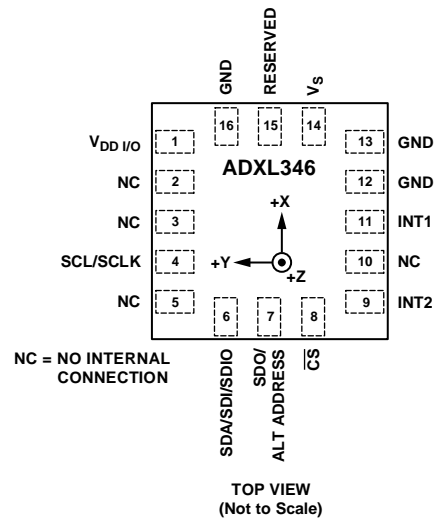 GND
RESERVED
VS
16
15
14
VDD I/O
1
13
GND
ADXL346
NC
2
12
GND
+X
NC
3
11
INT1
SCL/SCLK
4
+Y
+Z
10
NC
NC
5
9
INT2
6
7
8
NC = NO INTERNAL
CONNECTION
SDA/SDI/SDIO
SDO/
ALT ADDRESS
CS
TOP VIEW
(Not to Scale)